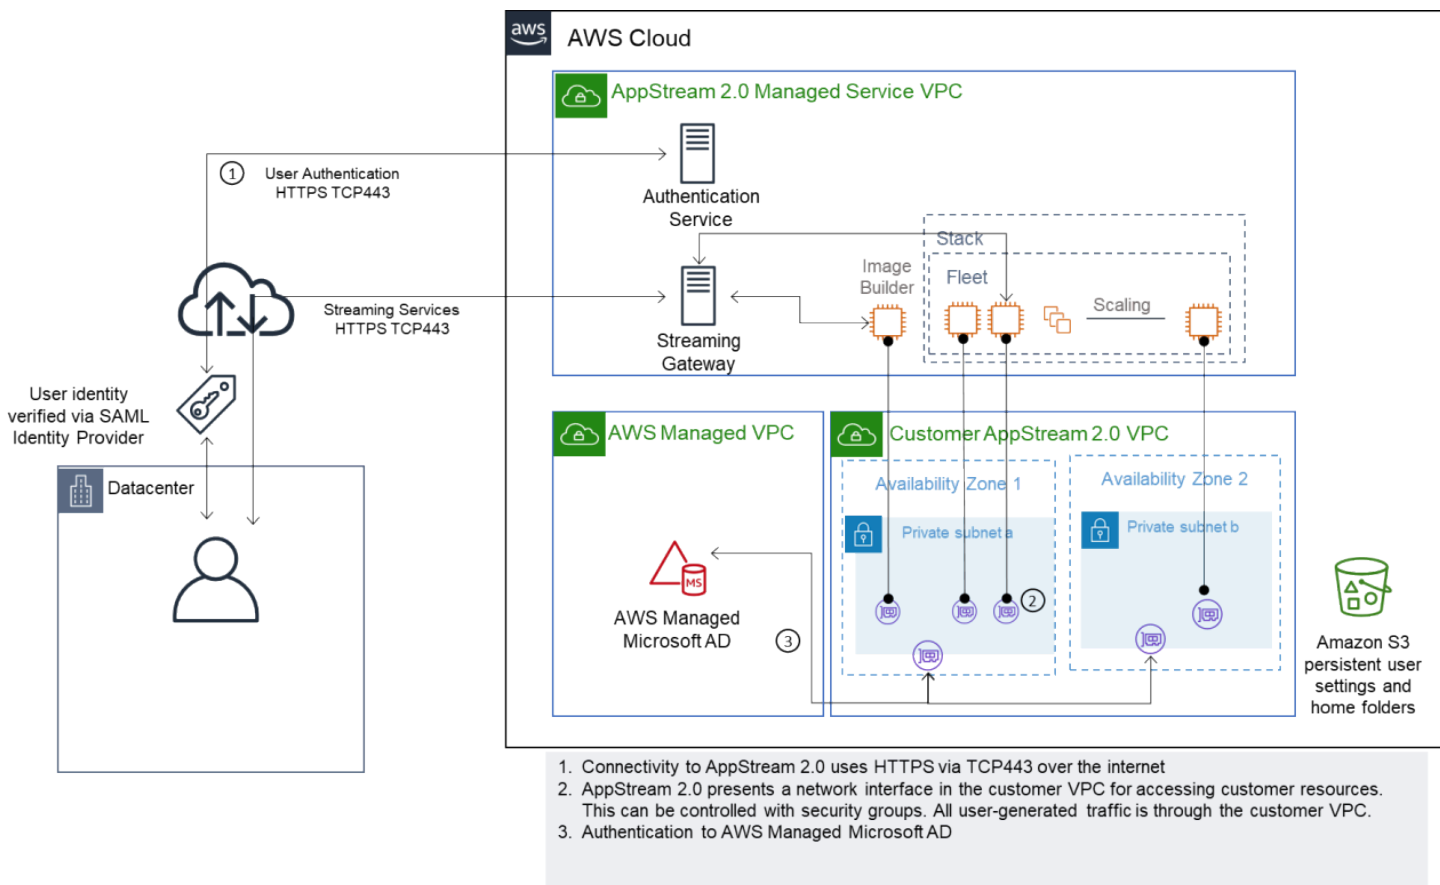 aws
AWS Cloud
AppStream 2.0 Managed Service VPC
1
User Authentication
HTTPS TCP443
Authentication
Service
Stack
Image
Builder
Fleet
Scaling
Streaming Services
HTTPS TCP443
Streaming
Gateway
User identity
verified via SAML
Identity Provider
AWS Managed VPC
Customer AppStream 2.0 VPC
Datacenter
Availability Zone 1
Availability Zone 2
Private subnet a
Private subnet b
MS
2
AWS Managed
Microsoft AD
3
Amazon S3
persistent user
settings and
home folders
1. Connectivity to AppStream 2.0 uses HTTPS via TCP443 over the internet
2. AppStream 2.0 presents a network interface in the customer VPC for accessing customer resources.
This can be controlled with security groups. All user-generated traffic is through the customer VPC.
3. Authentication to AWS Managed Microsoft AD